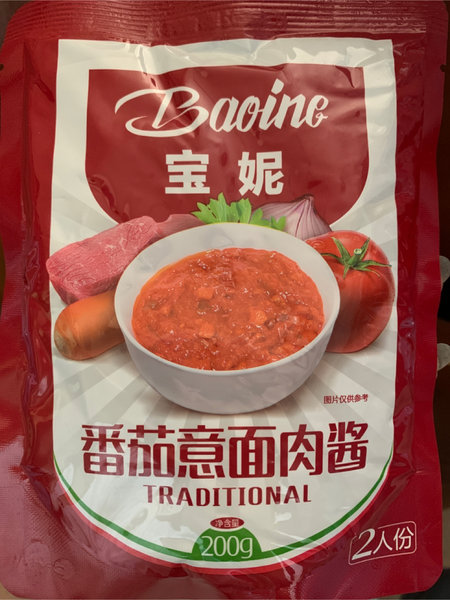 Baoine
宝妮
图片仅供参考
番茄意面肉酱
TRADITIONAL
净含量
200g
2人份